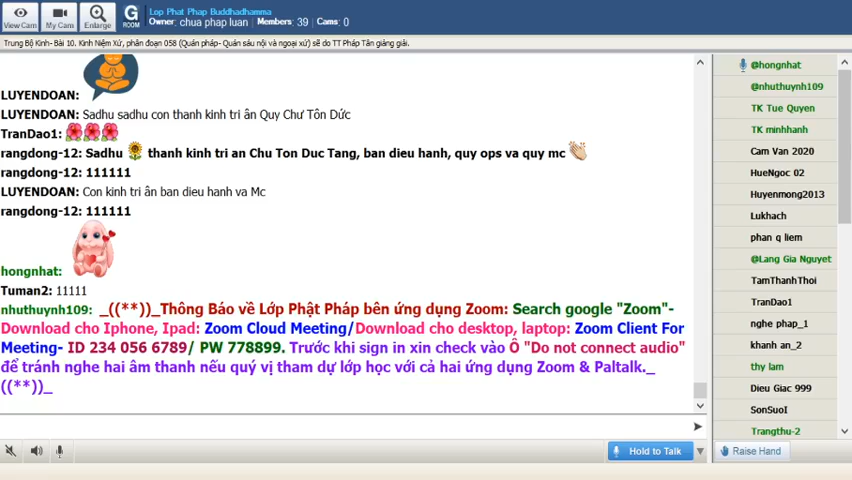 View Cam
My Cam
Enlarge
G
ROOM
Lop Phat Phap Buddhadhamma
Owner: chua phap luan Members: 39 Cams: 0
Trung Bộ Kinh- Bài 10. Kinh Niệm Xứ, phân đoạn 058 (Quán pháp- Quán sáu nội và ngoại xứ) sẽ do TT Pháp Tân giảng giải.
LUYENDOAN:
LUYENDOAN: Sadhu sadhu con thanh kinh tri ân Quy Chư Tôn Dức
TranDao1:
rangdong-12: Sadhu thanh kinh tri an Chu Ton Duc Tang, ban dieu hanh, quy ops va quy mc
rangdong-12: 111111
LUYENDOAN: Con kinh tri ân ban dieu hanh va Mc
rangdong-12: 111111
hongnhat:
Tuman2: 11111
nhuthuynh109: _((**))_Thông Báo về Lớp Phật Pháp bên ứng dụng Zoom: Search google "Zoom"-
Download cho Iphone, Ipad: Zoom Cloud Meeting/Download cho desktop, laptop: Zoom Client For
Meeting- ID 234 056 6789/ PW 778899. Trước khi sign in xin check vào Ô "Do not connect audio"
để tránh nghe hai âm thanh nếu quý vị tham dự lớp học với cả hai ứng dụng Zoom & Paltalk._
((**))_
Hold to Talk
@hongnhat
@nhuthuynh109
TK Tue Quyen
TK minhhanh
Cam Van 2020
HueNgoc 02
Huyenmong2013
Lukhach
phan q liem
@Lang Gia Nguyet
TamThanhThoi
TranDao1
nghe phap_1
khanh an_2
thy lam
Dieu Giac 999
SonSuoI
Trangthu-2
Raise Hand